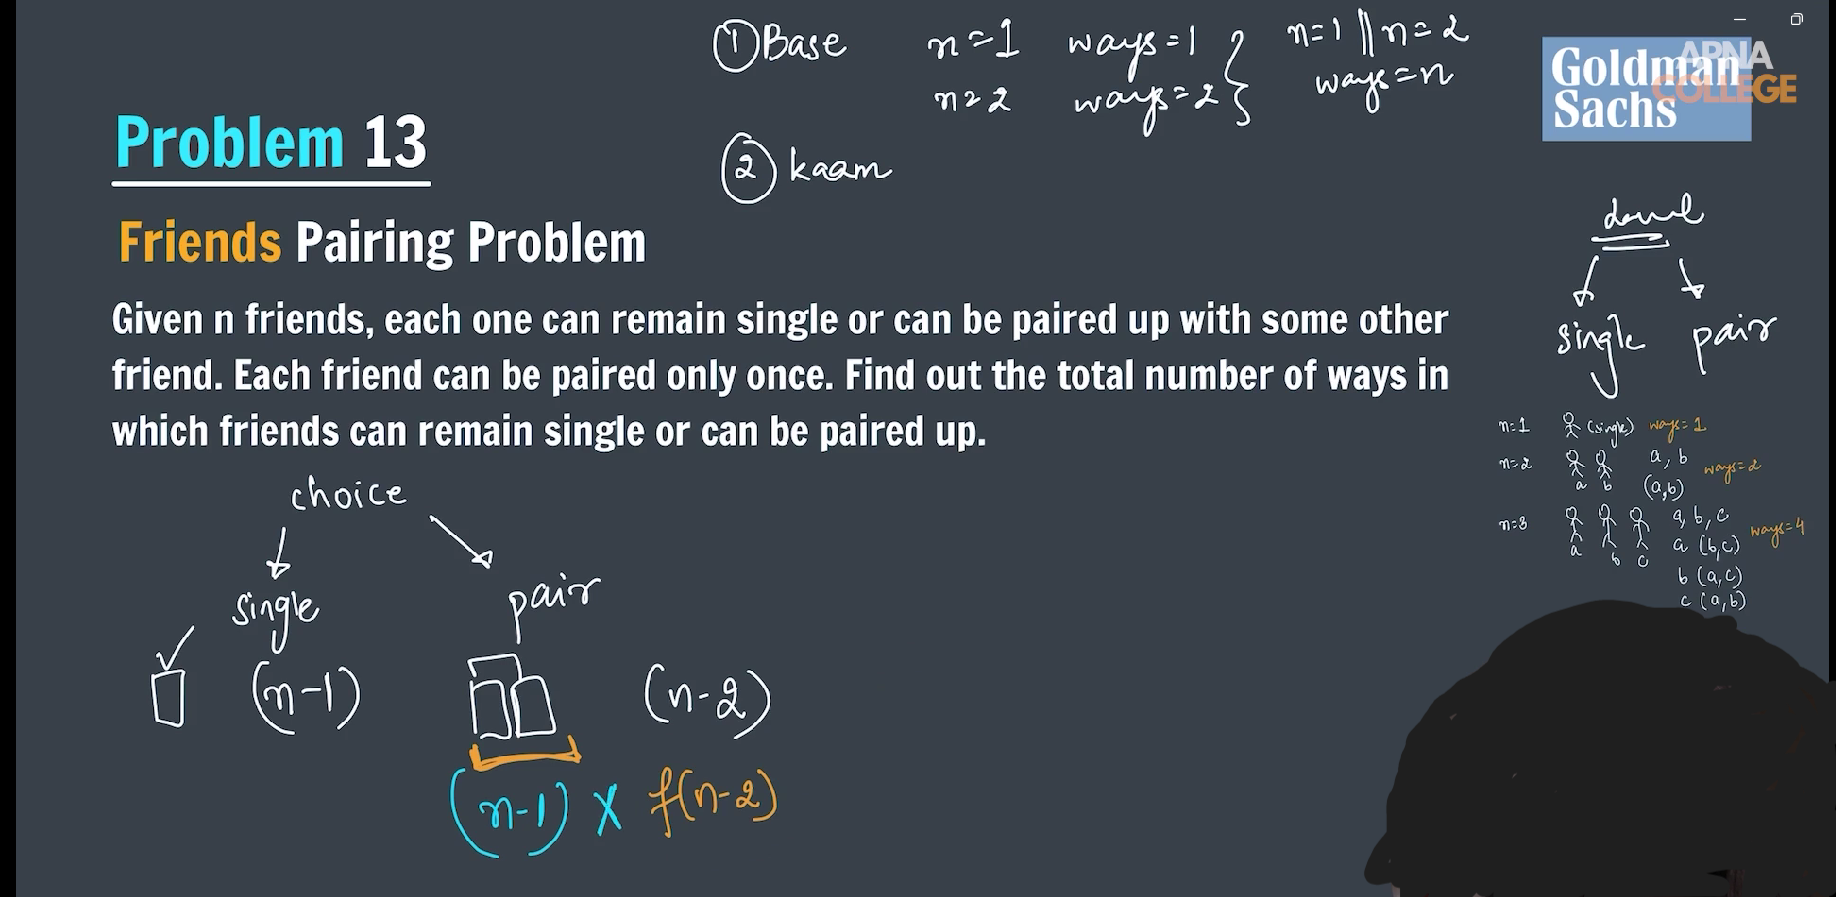 ① Base n=1 ways=1 n=1 || n=2
n=2 ways=2 ways=n
Goldman
Sachs
APNA
COLLEGE
Problem 13
② kaam
Friends Pairing Problem
Given n friends, each one can remain single or can be paired up with some other
friend. Each friend can be paired only once. Find out the total number of ways in
which friends can remain single or can be paired up.
single pair
n=1 (single) ways=1
n=2 a, b ways=2
a b (a,b)
n=3 a, b, c ways=4
a b c a (b,c)
b (a,c)
c (a,b)
choice
single pair
(n-1) (n-2)
(n-1) X f(n-2)